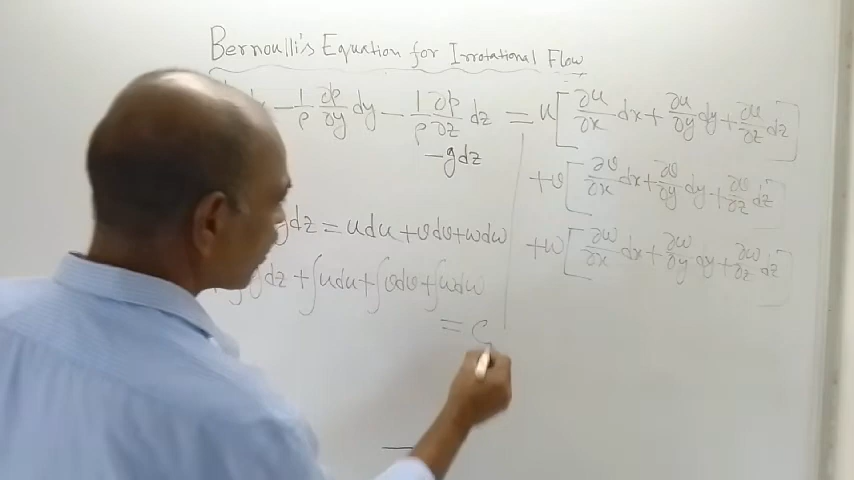 Bernoulli's Equation for Irrotational Flow
- 1/ρ ∂p/∂y dy - 1/ρ ∂p/∂z dz = u[∂u/∂x dx + ∂u/∂y dy + ∂u/∂z dz]
- gdz
+ v[∂v/∂x dx + ∂v/∂y dy + ∂v/∂z dz]
+ w[∂w/∂x dx + ∂w/∂y dy + ∂w/∂z dz]
gdz = udu + vdv + wdw
gdz + ∫udu + ∫vdv + ∫wdw
= C